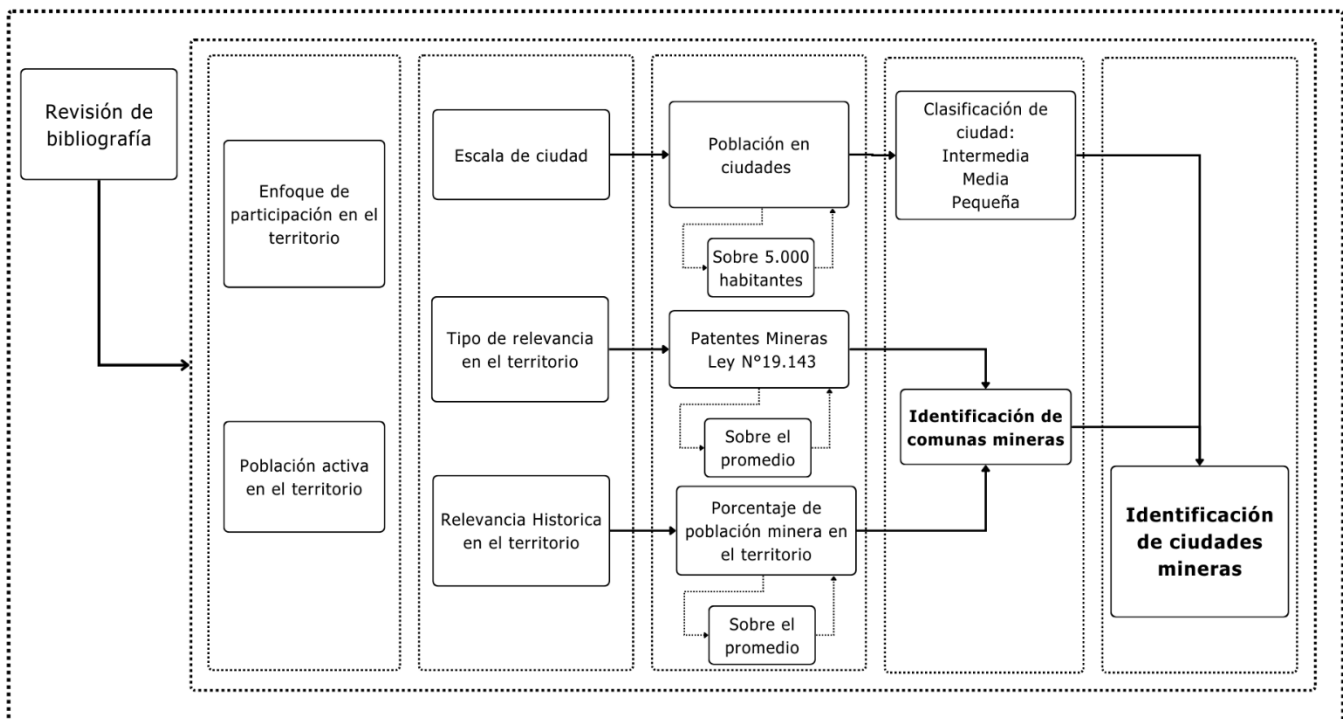 Revisión de
bibliografía
Enfoque de
participación en el
territorio
Población activa
en el territorio
Escala de ciudad
Tipo de relevancia
en el territorio
Relevancia Historica
en el territorio
Población en
ciudades
Sobre 5.000
habitantes
Patentes Mineras
Ley N°19.143
Sobre el
promedio
Porcentaje de
población minera en
el territorio
Sobre el
promedio
Clasificación de
ciudad:
Intermedia
Media
Pequeña
Identificación de
comunas mineras
Identificación
de ciudades
mineras